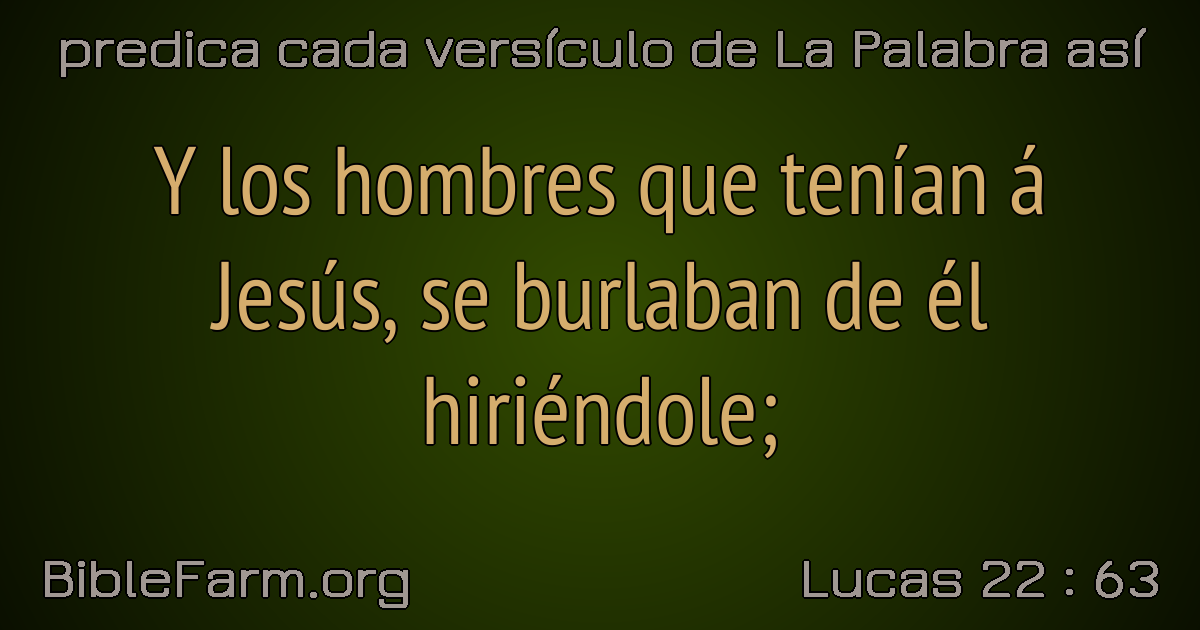 predica cada versículo de La Palabra así
Y los hombres que tenían á
Jesús, se burlaban de él
hiriéndole;
BibleFarm.org
Lucas 22 : 63